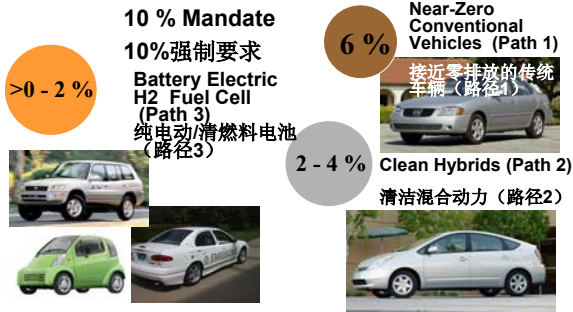 10 % Mandate
10%强制要求
>0 - 2 %
Battery Electric
H2 Fuel Cell
(Path 3)
纯电动/清燃料电池
（路径3）
6 %
Near-Zero
Conventional
Vehicles (Path 1)
接近零排放的传统
车辆（路径1）
2 - 4 %
Clean Hybrids (Path 2)
清洁混合动力（路径2）